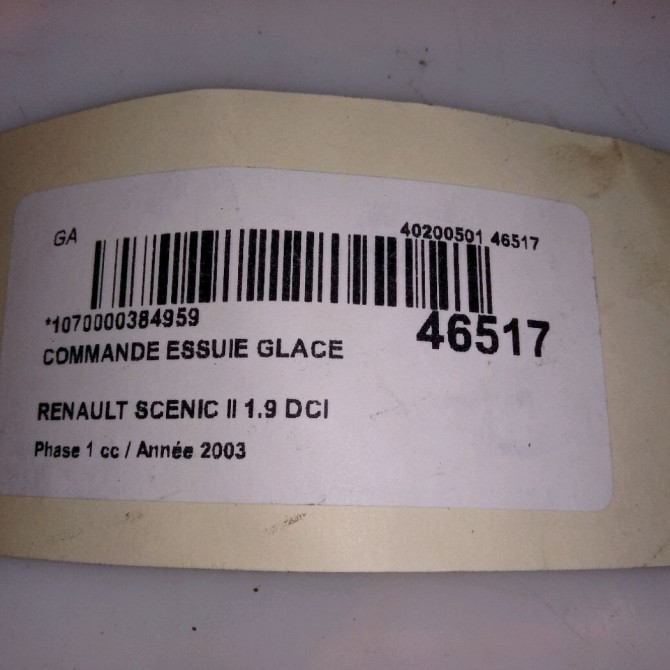 GA
40200501 46517
*1070000384959
46517
COMMANDE ESSUIE GLACE
RENAULT SCENIC II 1.9 DCI
Phase 1 cc / Année 2003